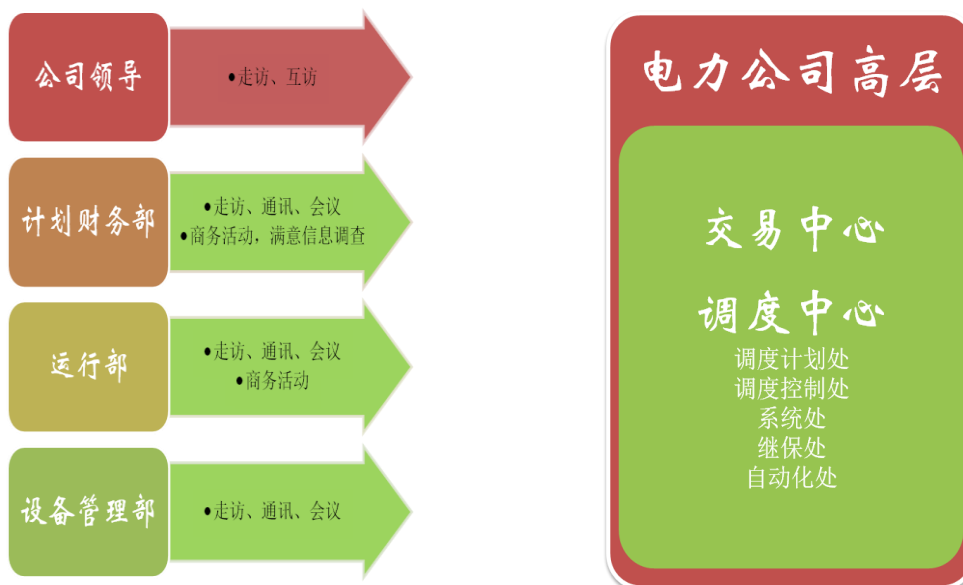 公司领导
•走访、互访
计划财务部
•走访、通讯、会议
•商务活动，满意信息调查
运行部
•走访、通讯、会议
•商务活动
设备管理部
•走访、通讯、会议
电力公司高层
交易中心
调度中心
调度计划处
调度控制处
系统处
继保处
自动化处